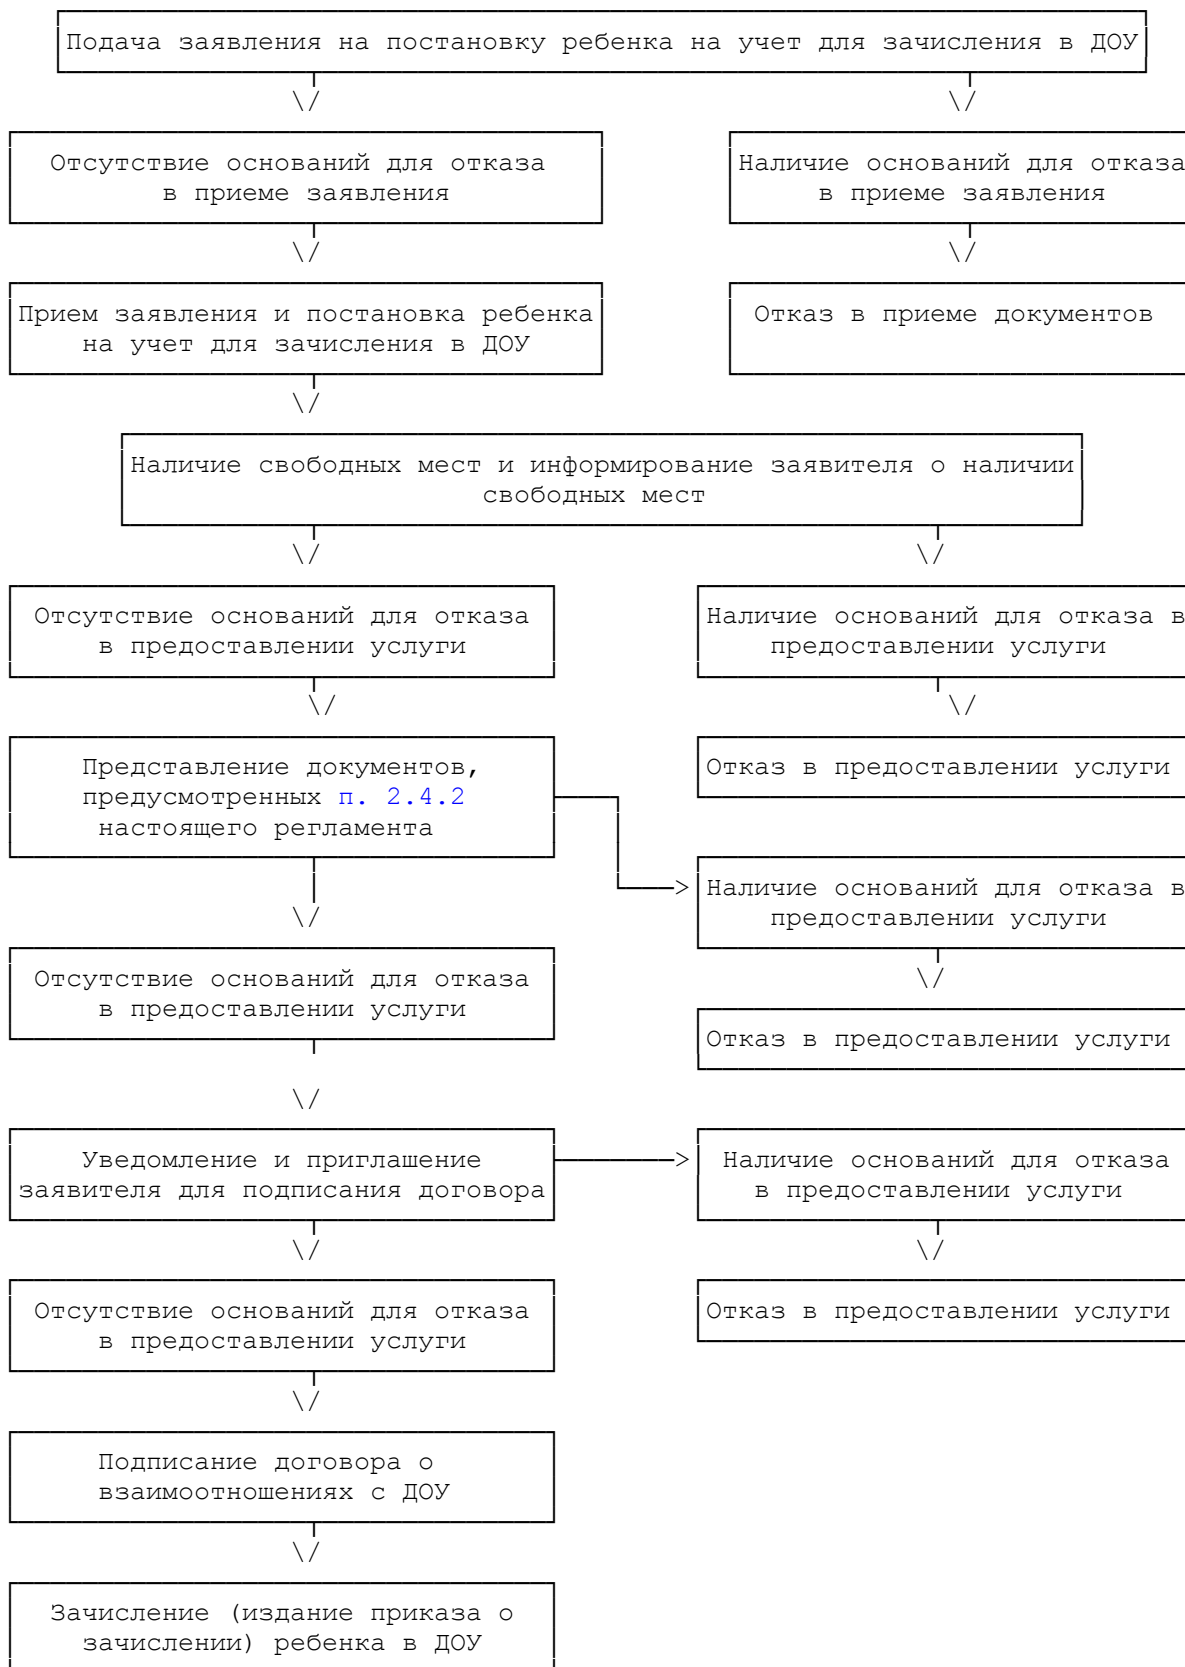 Подача заявления на постановку ребенка на учет для зачисления в ДОУ
Отсутствие оснований для отказа
в приеме заявления
Наличие оснований для отказа
в приеме заявления
Прием заявления и постановка ребенка
на учет для зачисления в ДОУ
Отказ в приеме документов
Наличие свободных мест и информирование заявителя о наличии
свободных мест
Отсутствие оснований для отказа
в предоставлении услуги
Наличие оснований для отказа в
предоставлении услуги
Представление документов,
предусмотренных п. 2.4.2
настоящего регламента
Отказ в предоставлении услуги
Наличие оснований для отказа в
предоставлении услуги
Отсутствие оснований для отказа
в предоставлении услуги
Отказ в предоставлении услуги
Уведомление и приглашение
заявителя для подписания договора
Наличие оснований для отказа
в предоставлении услуги
Отсутствие оснований для отказа
в предоставлении услуги
Отказ в предоставлении услуги
Подписание договора о
взаимоотношениях с ДОУ
Зачисление (издание приказа о
зачислении) ребенка в ДОУ